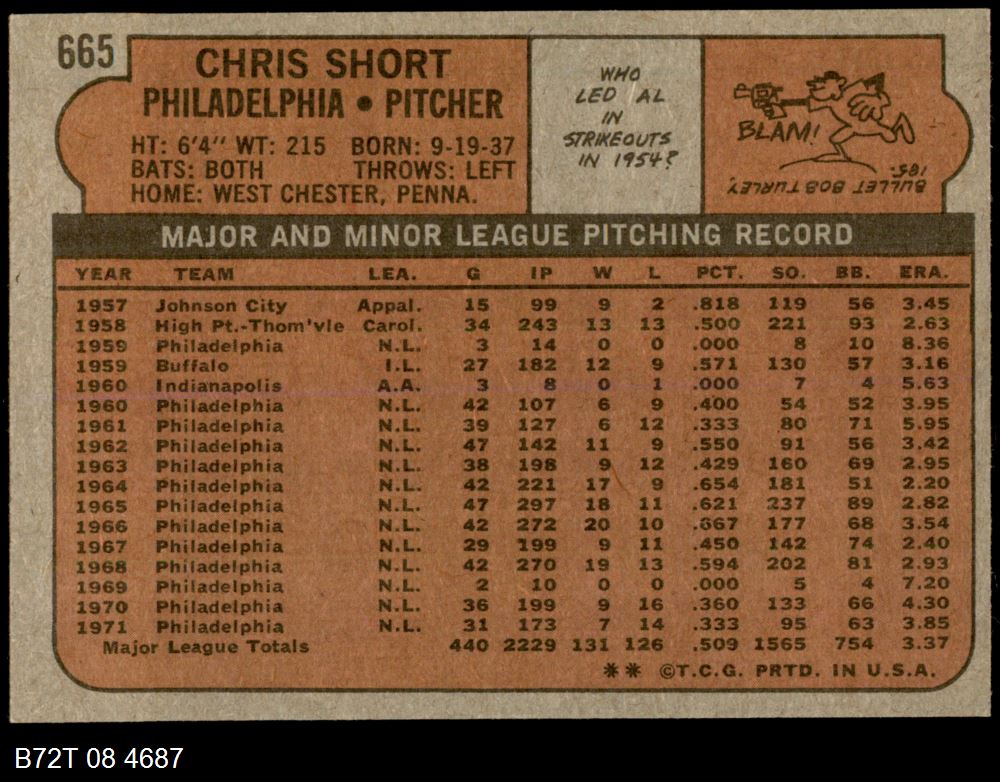 665
CHRIS SHORT
PHILADELPHIA • PITCHER
HT: 6'4" WT: 215 BORN: 9-19-37
BATS: BOTH THROWS: LEFT
HOME: WEST CHESTER, PENNA.
WHO
LED AL
IN
STRIKEOUTS
IN 1954?
BLAM!
BULLET BOB TURLEY
185.
MAJOR AND MINOR LEAGUE PITCHING RECORD
YEAR TEAM LEA. G IP W L PCT. SO. BB. ERA.
1957 Johnson City Appal. 15 99 9 2 .818 119 56 3.45
1958 High Pt.-Thom'vle Carol. 34 243 13 13 .500 221 93 2.63
1959 Philadelphia N.L. 3 14 0 0 .000 8 10 8.36
1959 Buffalo I.L. 27 182 12 9 .571 130 57 3.16
1960 Indianapolis A.A. 3 8 0 1 .000 7 4 5.63
1960 Philadelphia N.L. 42 107 6 9 .400 54 52 3.95
1961 Philadelphia N.L. 39 127 6 12 .333 80 71 5.95
1962 Philadelphia N.L. 47 142 11 9 .550 91 56 3.42
1963 Philadelphia N.L. 38 198 9 12 .429 160 69 2.95
1964 Philadelphia N.L. 42 221 17 9 .654 181 51 2.20
1965 Philadelphia N.L. 47 297 18 11 .621 237 89 2.82
1966 Philadelphia N.L. 42 272 20 10 .667 177 68 3.54
1967 Philadelphia N.L. 29 199 9 11 .450 142 74 2.40
1968 Philadelphia N.L. 42 270 19 13 .594 202 81 2.93
1969 Philadelphia N.L. 2 10 0 0 .000 5 4 7.20
1970 Philadelphia N.L. 36 199 9 16 .360 133 66 4.30
1971 Philadelphia N.L. 31 173 7 14 .333 95 63 3.85
Major League Totals 440 2229 131 126 .509 1565 754 3.37
** ©T.C.G. PRTD. IN U.S.A.
B72T 08 4687